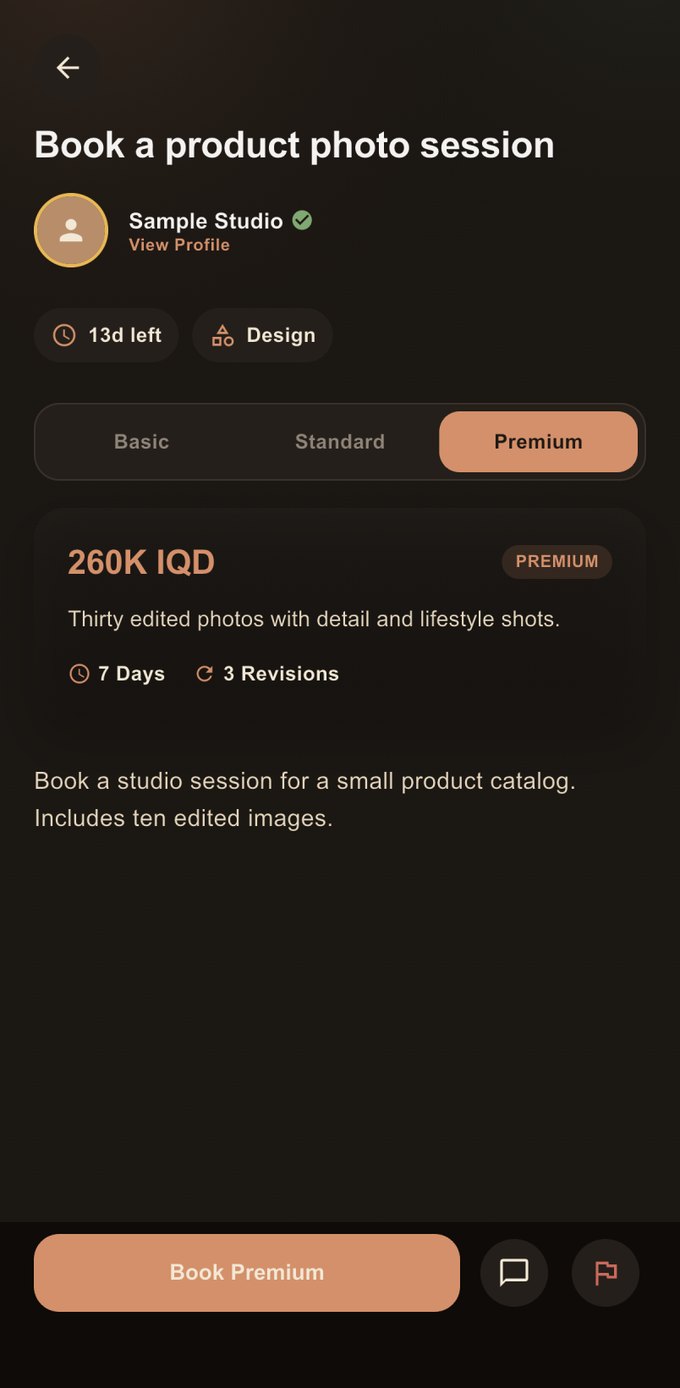 Book a product photo session
Sample Studio
View Profile
13d left
Design
Basic
Standard
Premium
260K IQD
PREMIUM
Thirty edited photos with detail and lifestyle shots.
7 Days
3 Revisions
Book a studio session for a small product catalog.
Includes ten edited images.
Book Premium